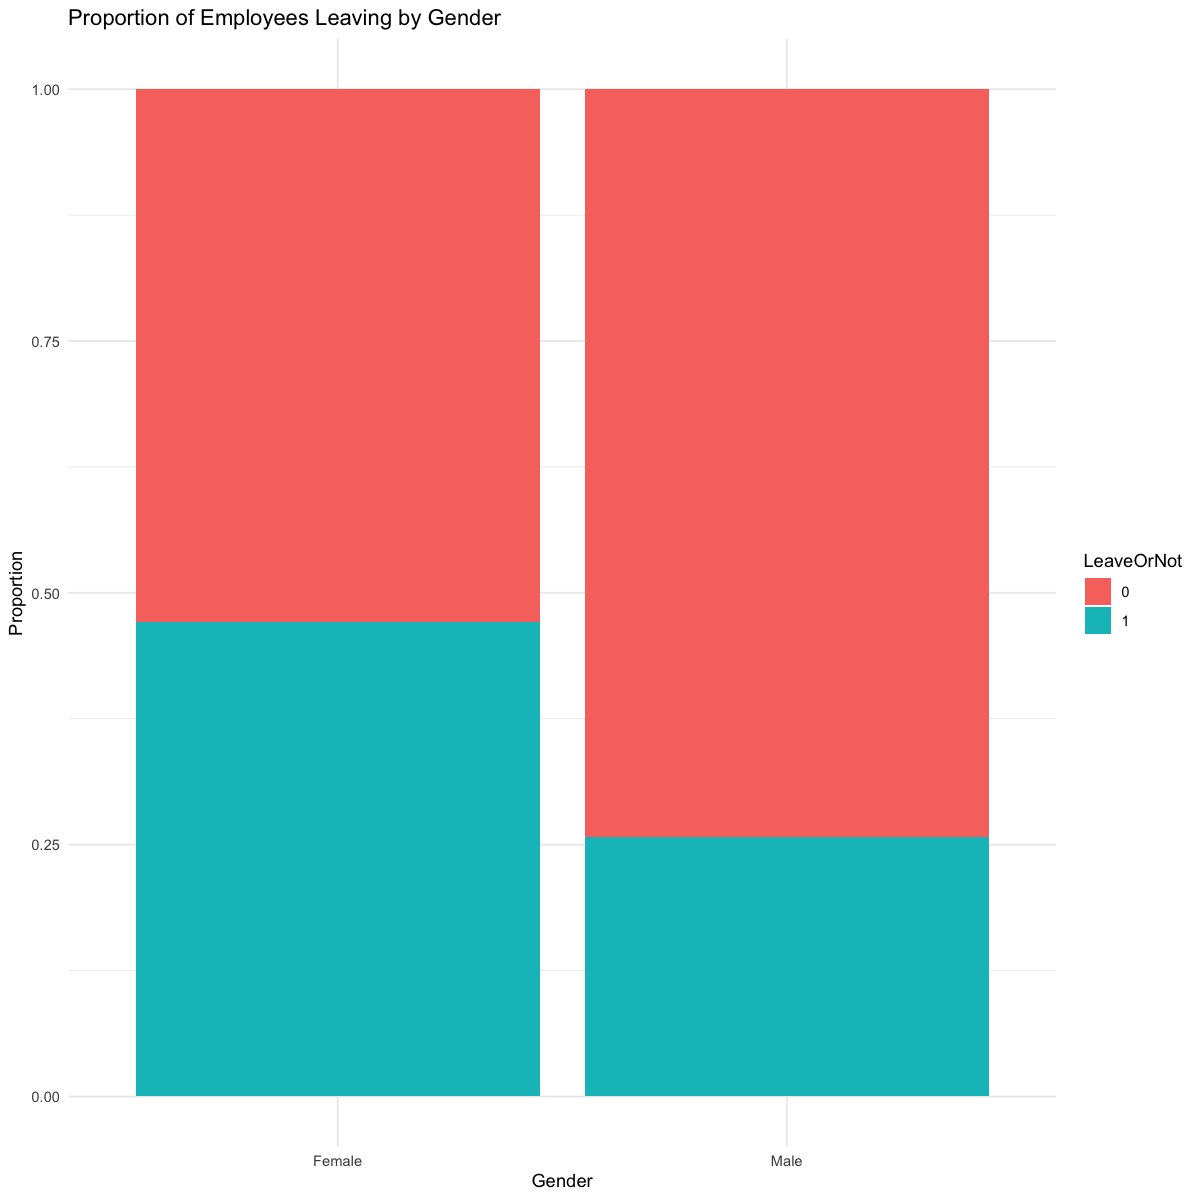 Proportion of Employees Leaving by Gender
1.00
0.75
0.50
0.25
0.00
Proportion
Female
Male
Gender
LeaveOrNot
0
1